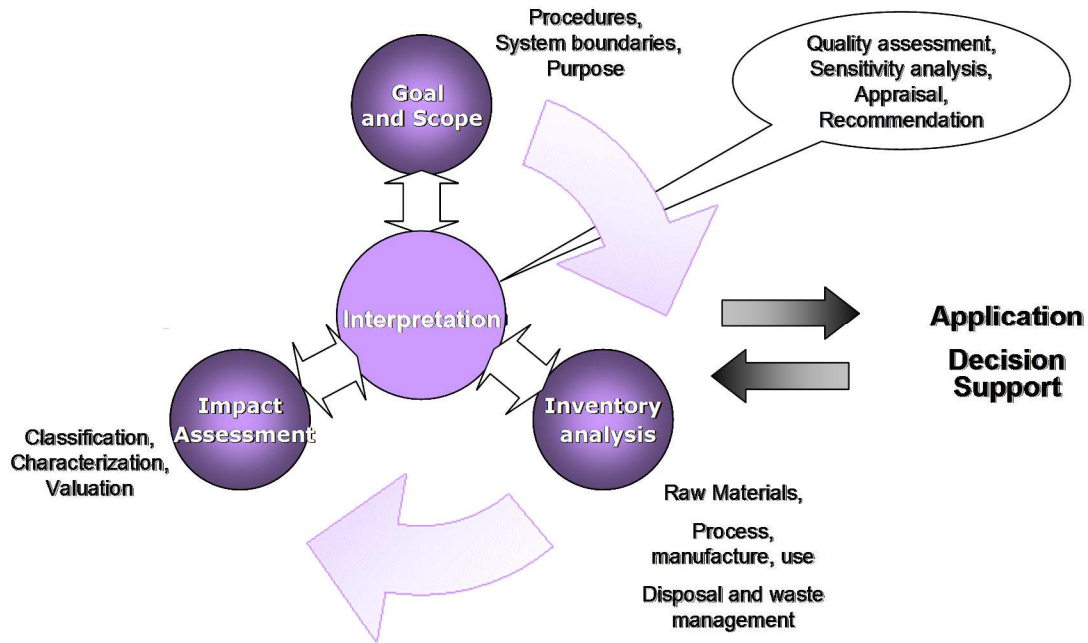 Procedures,
System boundaries,
Purpose
Quality assessment,
Sensitivity analysis,
Appraisal,
Recommendation
Goal
and Scope
Interpretation
Application
Decision
Support
Impact
Assessment
Inventory
analysis
Classification,
Characterization,
Valuation
Raw Materials,
Process,
manufacture, use
Disposal and waste
management